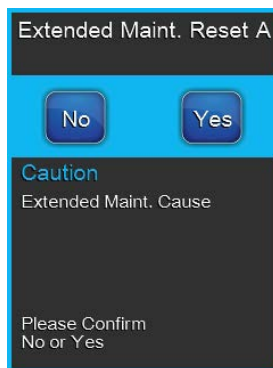 Extended Maint. Reset A
No
Yes
Caution
Extended Maint. Cause
Please Confirm
No or Yes